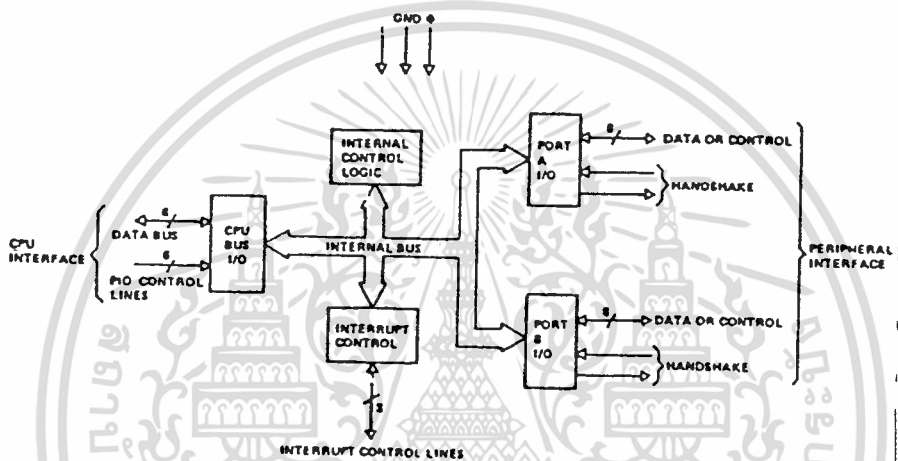 GND Φ
INTERNAL
CONTROL
LOGIC
PORT
A
I/O
8
DATA OR CONTROL
HANDSHAKE
CPU
INTERFACE
DATA BUS
6
PIO CONTROL
LINES
CPU
BUS
I/O
INTERNAL BUS
PERIPHERAL
INTERFACE
INTERRUPT
CONTROL
PORT
B
I/O
8
DATA OR CONTROL
HANDSHAKE
3
INTERRUPT CONTROL LINES